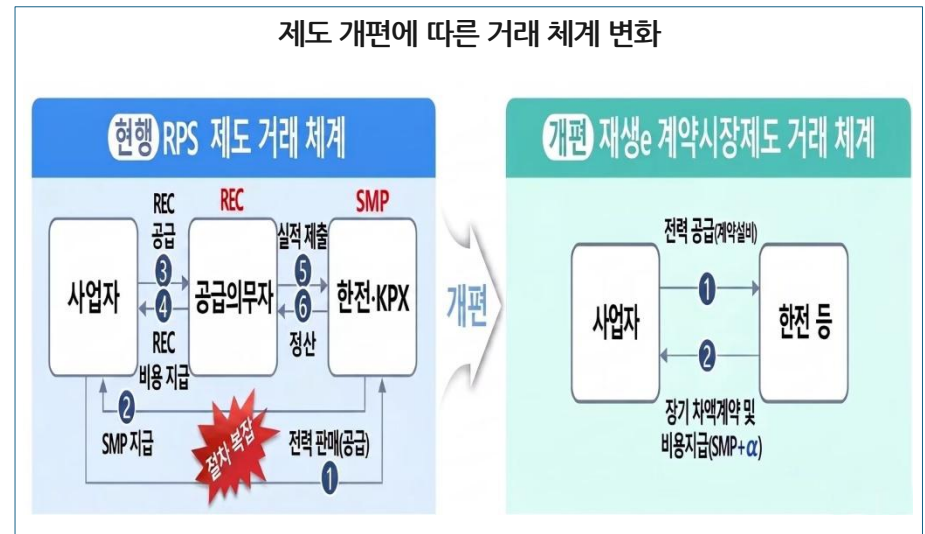 제도 개편에 따른 거래 체계 변화
현행 RPS 제도 거래 체계
REC
공급
3
4
REC
비용 지급
REC
SMP
실적 제출
5
6
정산
사업자
공급의무자
한전·KPX
2
SMP 지급
절차 복잡
전력 판매(공급)
1
개편
개편 재생e 계약시장제도 거래 체계
전력 공급(계약설비)
1
사업자
한전 등
2
장기 차액계약 및
비용지급(SMP+α)